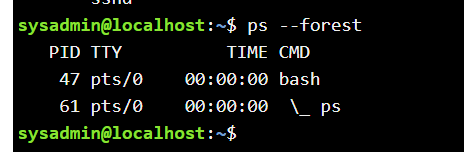 sshd
sysadmin@localhost:~$ ps --forest
  PID TTY          TIME CMD
   47 pts/0    00:00:00 bash
   61 pts/0    00:00:00  \_ ps
sysadmin@localhost:~$